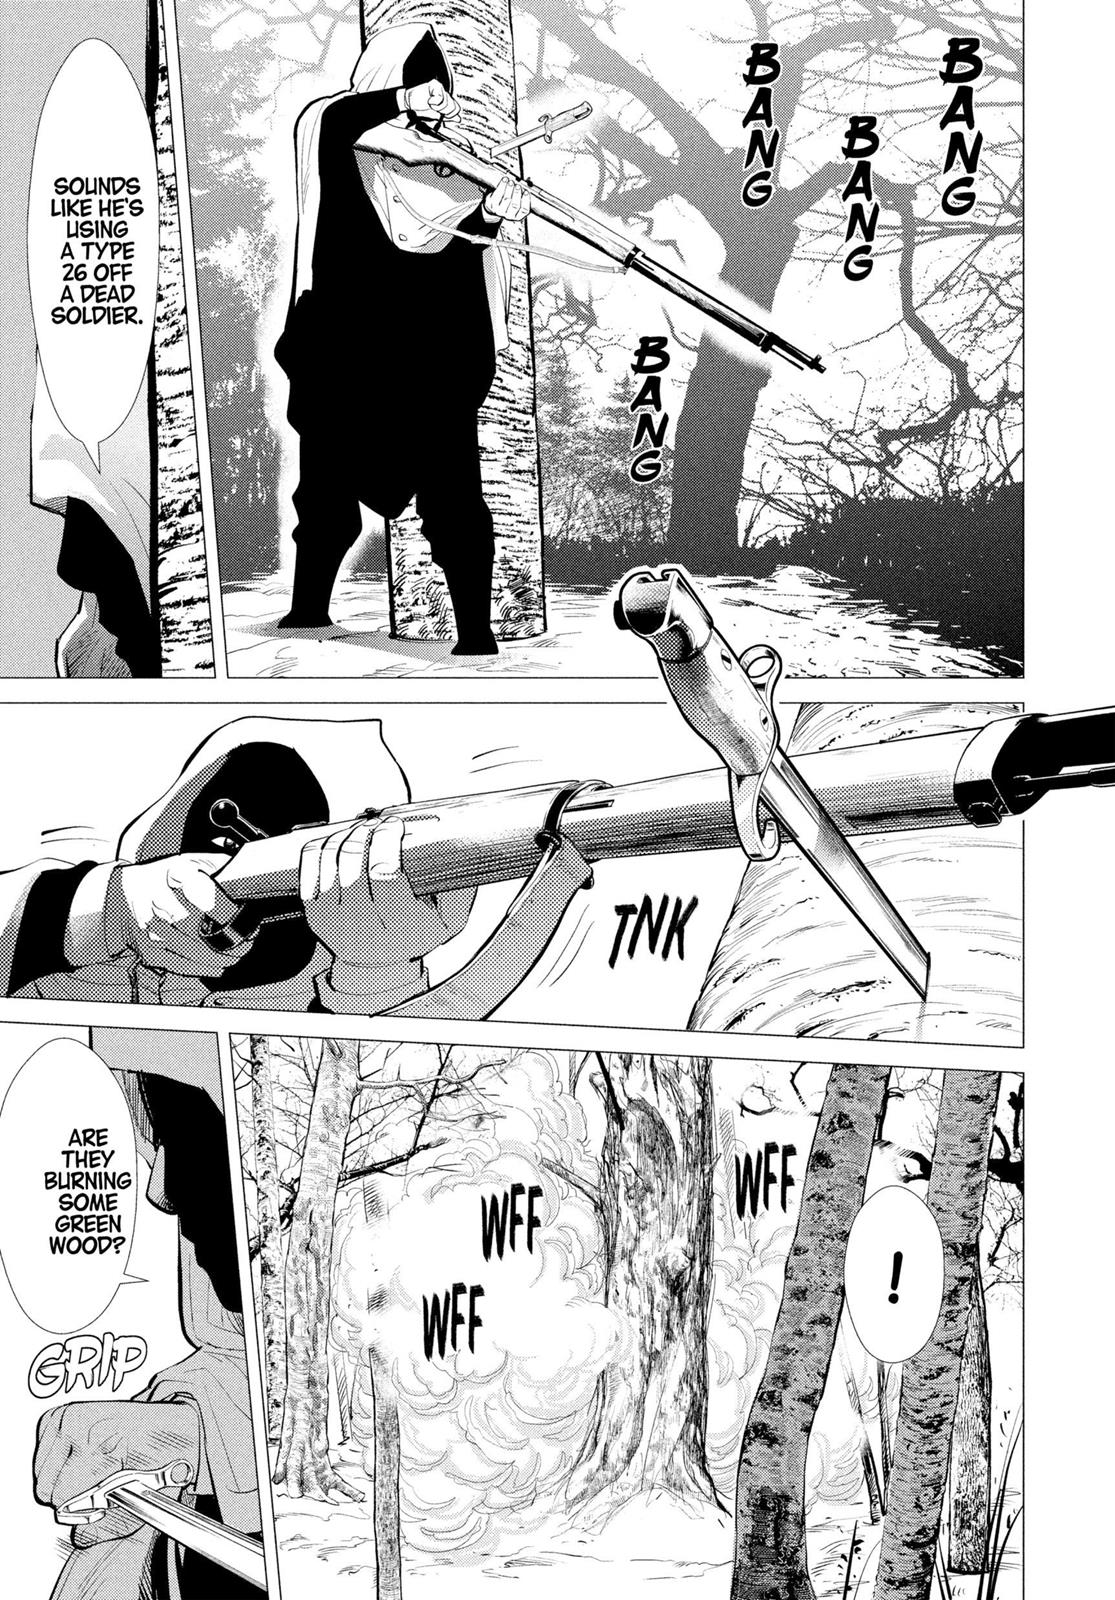 BANG
BANG
BANG
BANG
SOUNDS
LIKE HE'S
USING
A TYPE
26 OFF
A DEAD
SOLDIER.
TNK
!
WFF
WFF
WFF
ARE
THEY
BURNING
SOME
GREEN
WOOD?
GRIP